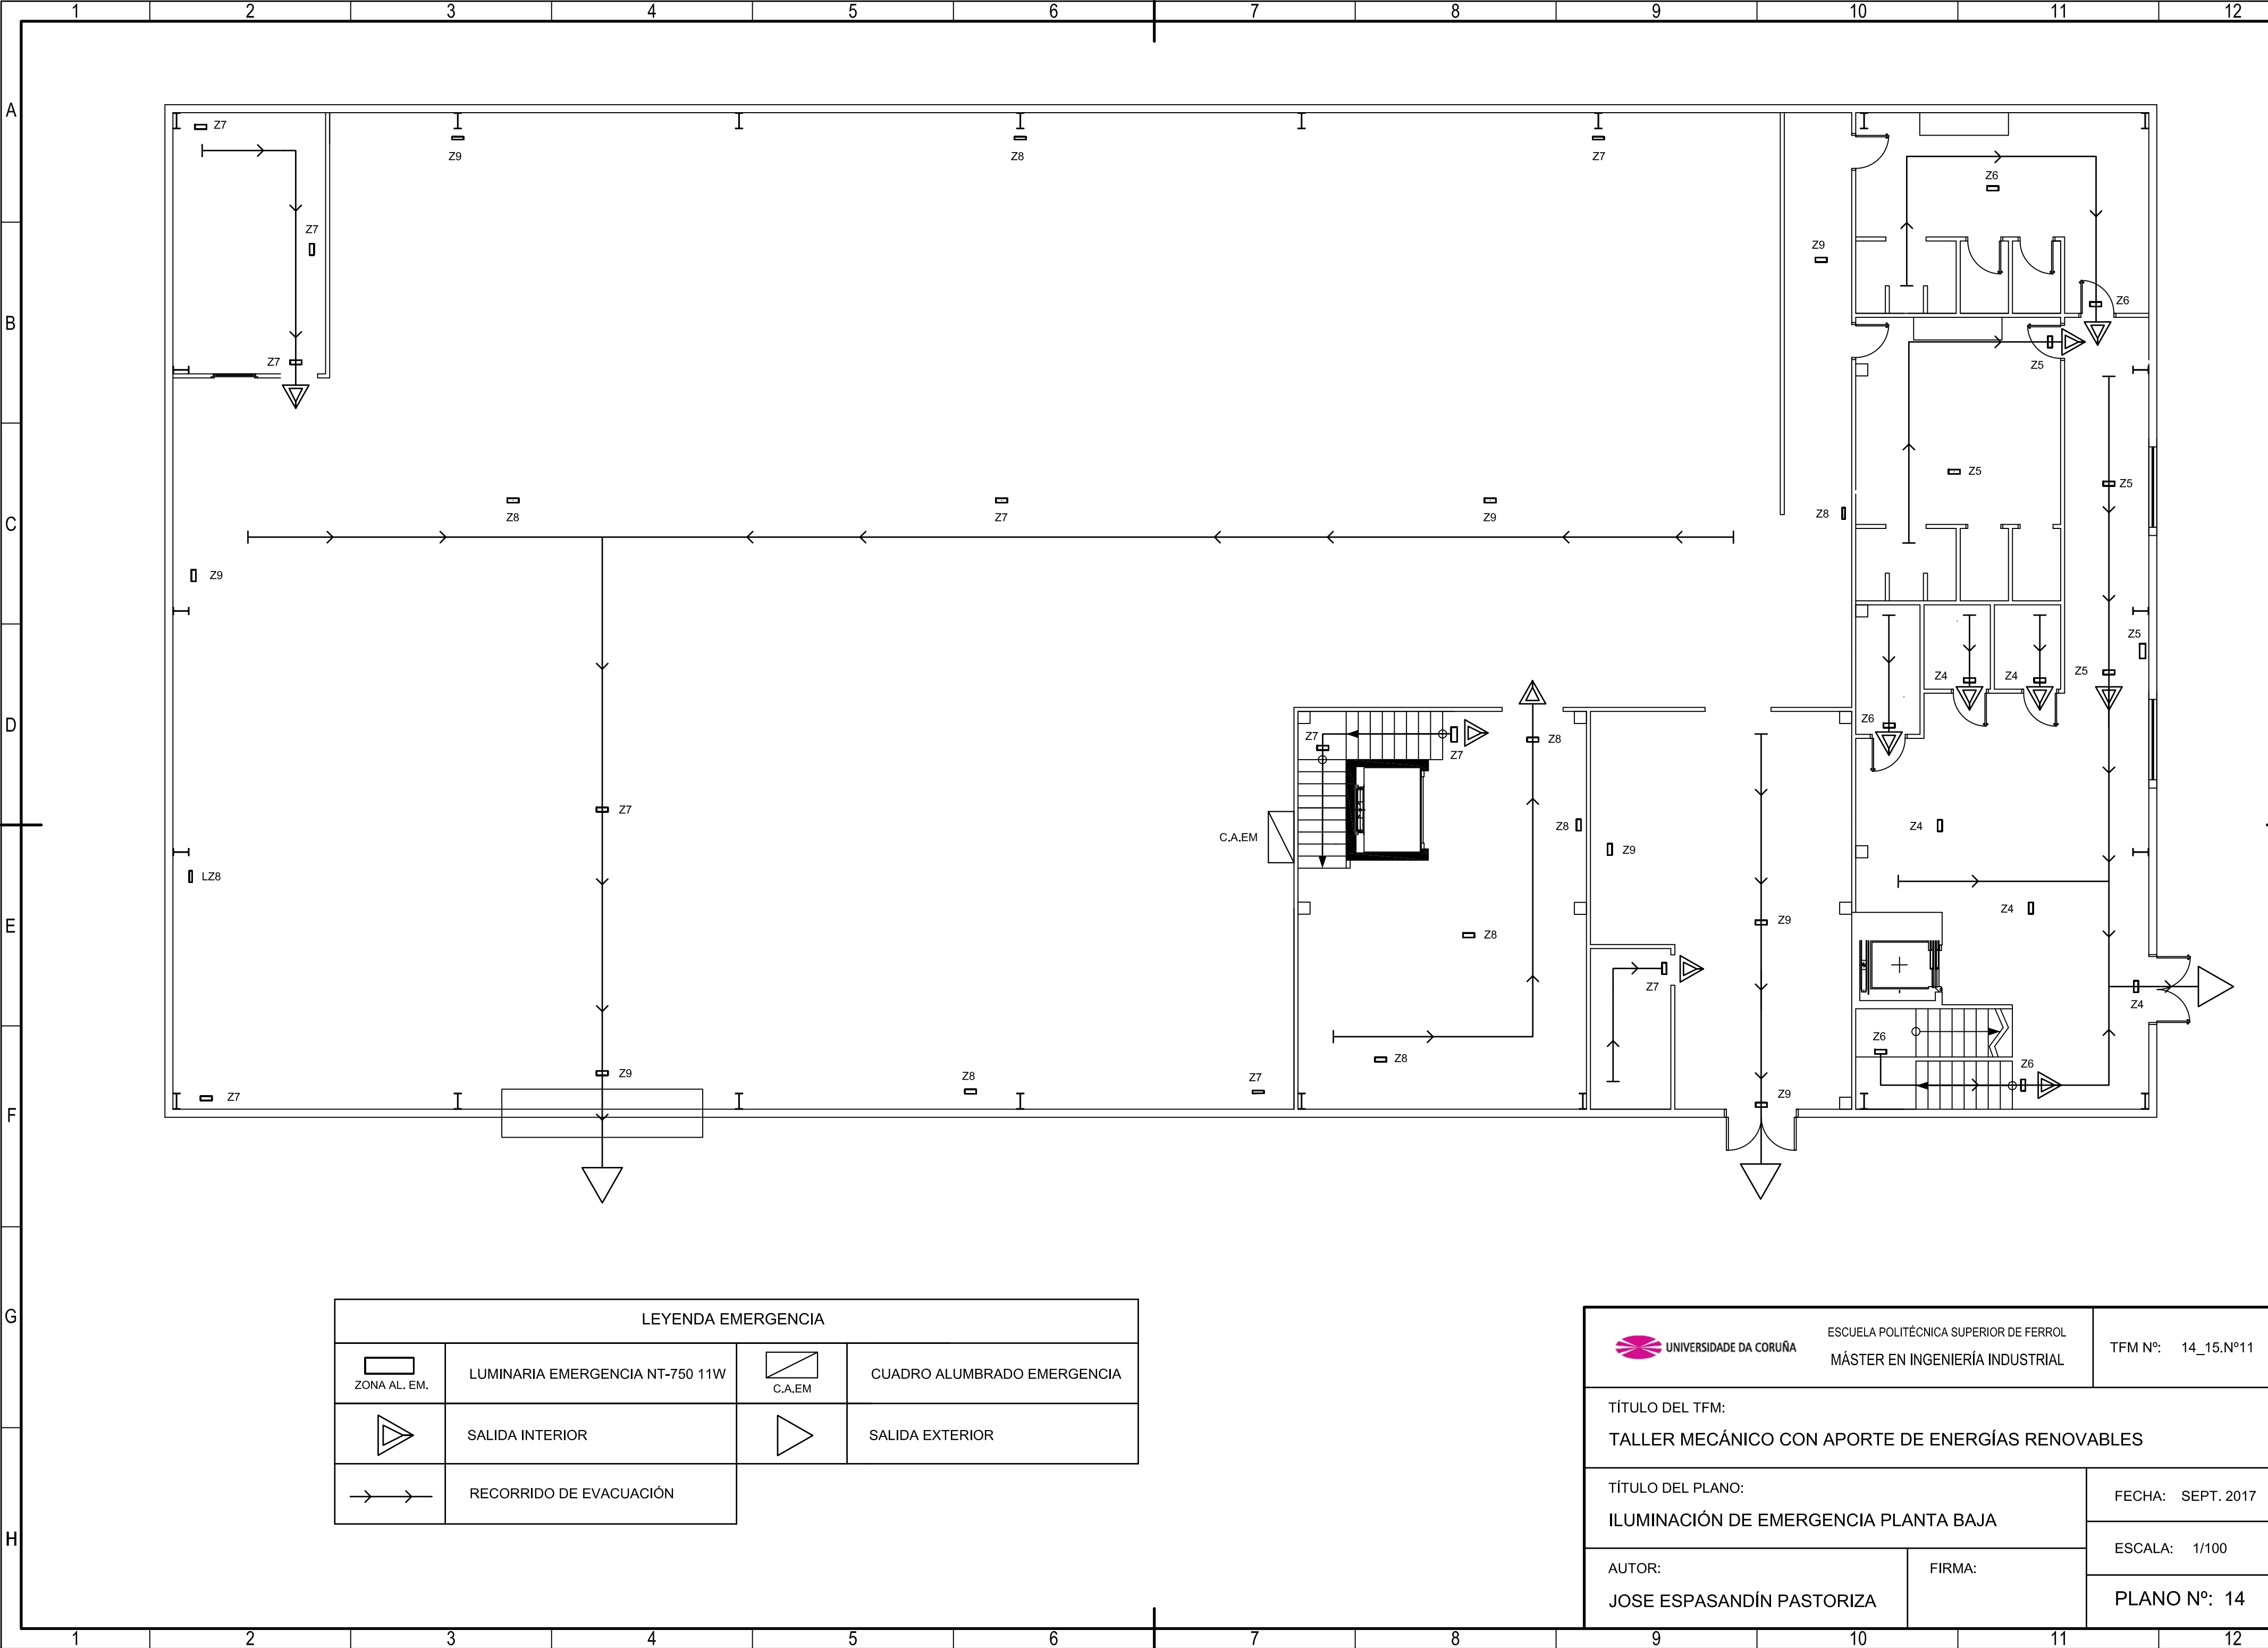 1 2 3 4 5 6 7 8 9 10 11 12
A
Z7
Z9
Z8
Z7
Z6
Z7
Z9
Z6
B
Z7
Z5
Z5
Z5
C
Z8
Z7
Z9
Z8
Z9
Z5
Z4
Z4
Z5
D
Z6
Z7
Z7
Z8
Z7
Z8
Z4
C.A.EM
Z9
LZ8
E
Z4
Z9
Z8
Z7
Z4
Z6
Z8
Z6
Z9
Z8
Z7
Z7
Z9
F
G
LEYENDA EMERGENCIA
ZONA AL. EM.
LUMINARIA EMERGENCIA NT-750 11W
C.A.EM
CUADRO ALUMBRADO EMERGENCIA
SALIDA INTERIOR
SALIDA EXTERIOR
RECORRIDO DE EVACUACIÓN
UNIVERSIDADE DA CORUÑA
ESCUELA POLITÉCNICA SUPERIOR DE FERROL
MÁSTER EN INGENIERÍA INDUSTRIAL
TFM Nº: 14_15.Nº11
TÍTULO DEL TFM:
TALLER MECÁNICO CON APORTE DE ENERGÍAS RENOVABLES
TÍTULO DEL PLANO:
ILUMINACIÓN DE EMERGENCIA PLANTA BAJA
FECHA: SEPT. 2017
ESCALA: 1/100
AUTOR:
JOSE ESPASANDÍN PASTORIZA
FIRMA:
PLANO Nº: 14
H
1 2 3 4 5 6 7 8 9 10 11 12